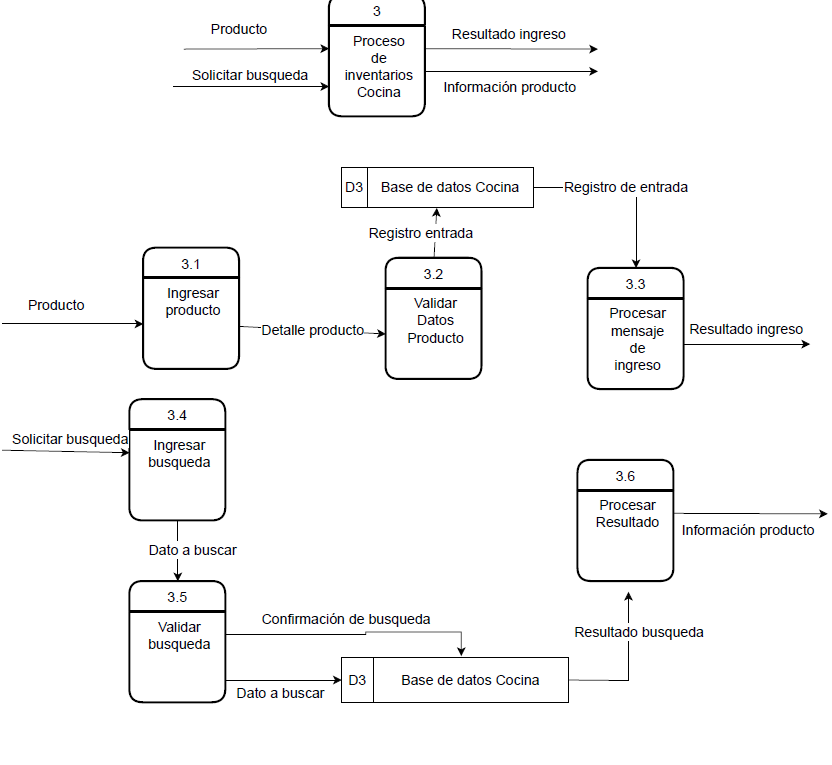 3
Producto
Resultado ingreso
Proceso
de
inventarios
Cocina
Solicitar busqueda
Información producto
D3
Base de datos Cocina
Registro de entrada
Registro entrada
3.1
Ingresar
producto
3.2
Validar
Datos
Producto
3.3
Procesar
mensaje
de
ingreso
Producto
Detalle producto
Resultado ingreso
3.4
Ingresar
busqueda
Solicitar busqueda
3.6
Procesar
Resultado
Información producto
Dato a buscar
3.5
Validar
busqueda
Confirmación de busqueda
Resultado busqueda
D3
Base de datos Cocina
Dato a buscar